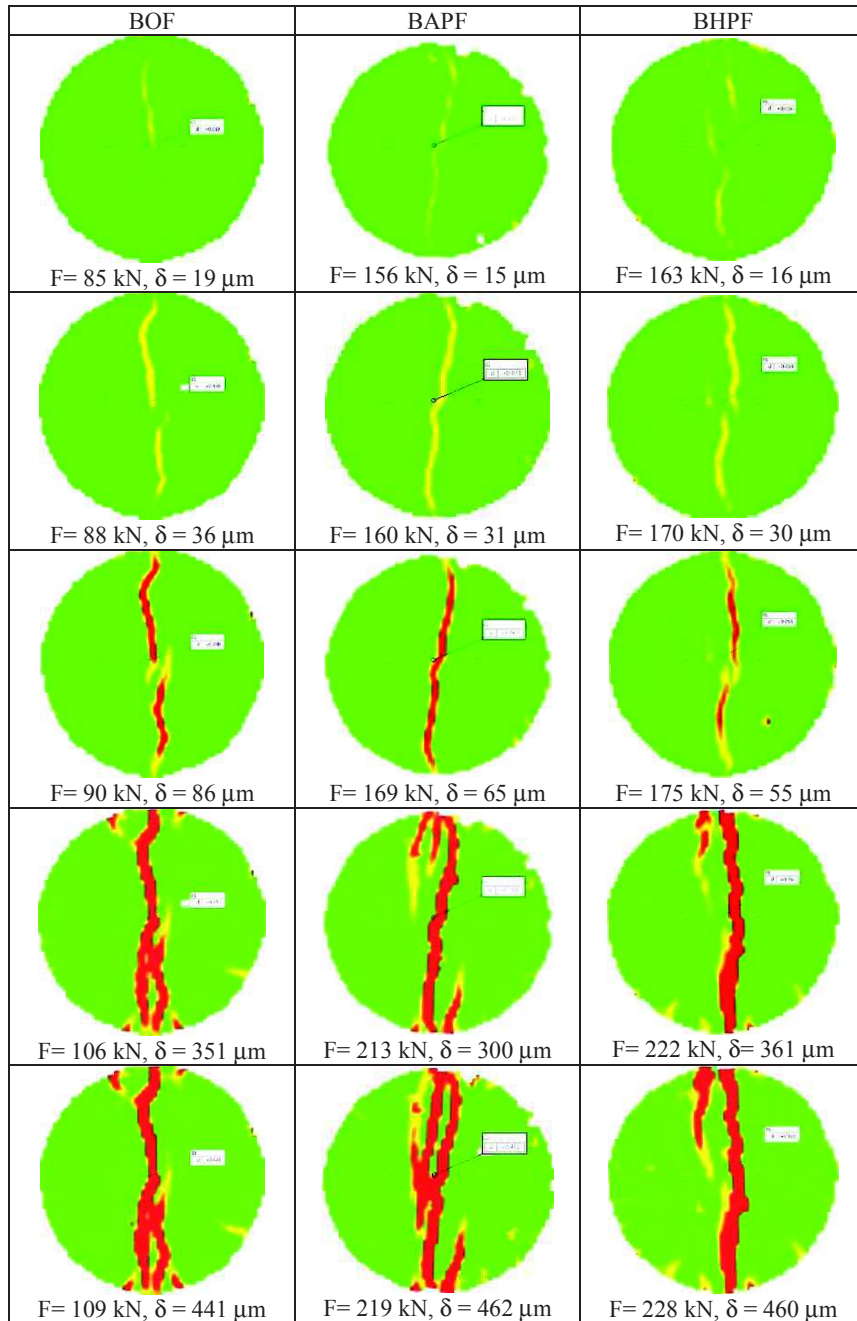 BOF BAPF BHPF
F= 85 kN, δ = 19 μm F= 156 kN, δ = 15 μm F= 163 kN, δ = 16 μm
F= 88 kN, δ = 36 μm F= 160 kN, δ = 31 μm F= 170 kN, δ = 30 μm
F= 90 kN, δ = 86 μm F= 169 kN, δ = 65 μm F= 175 kN, δ = 55 μm
F= 106 kN, δ = 351 μm F= 213 kN, δ = 300 μm F= 222 kN, δ= 361 μm
F= 109 kN, δ = 441 μm F= 219 kN, δ = 462 μm F= 228 kN, δ = 460 μm